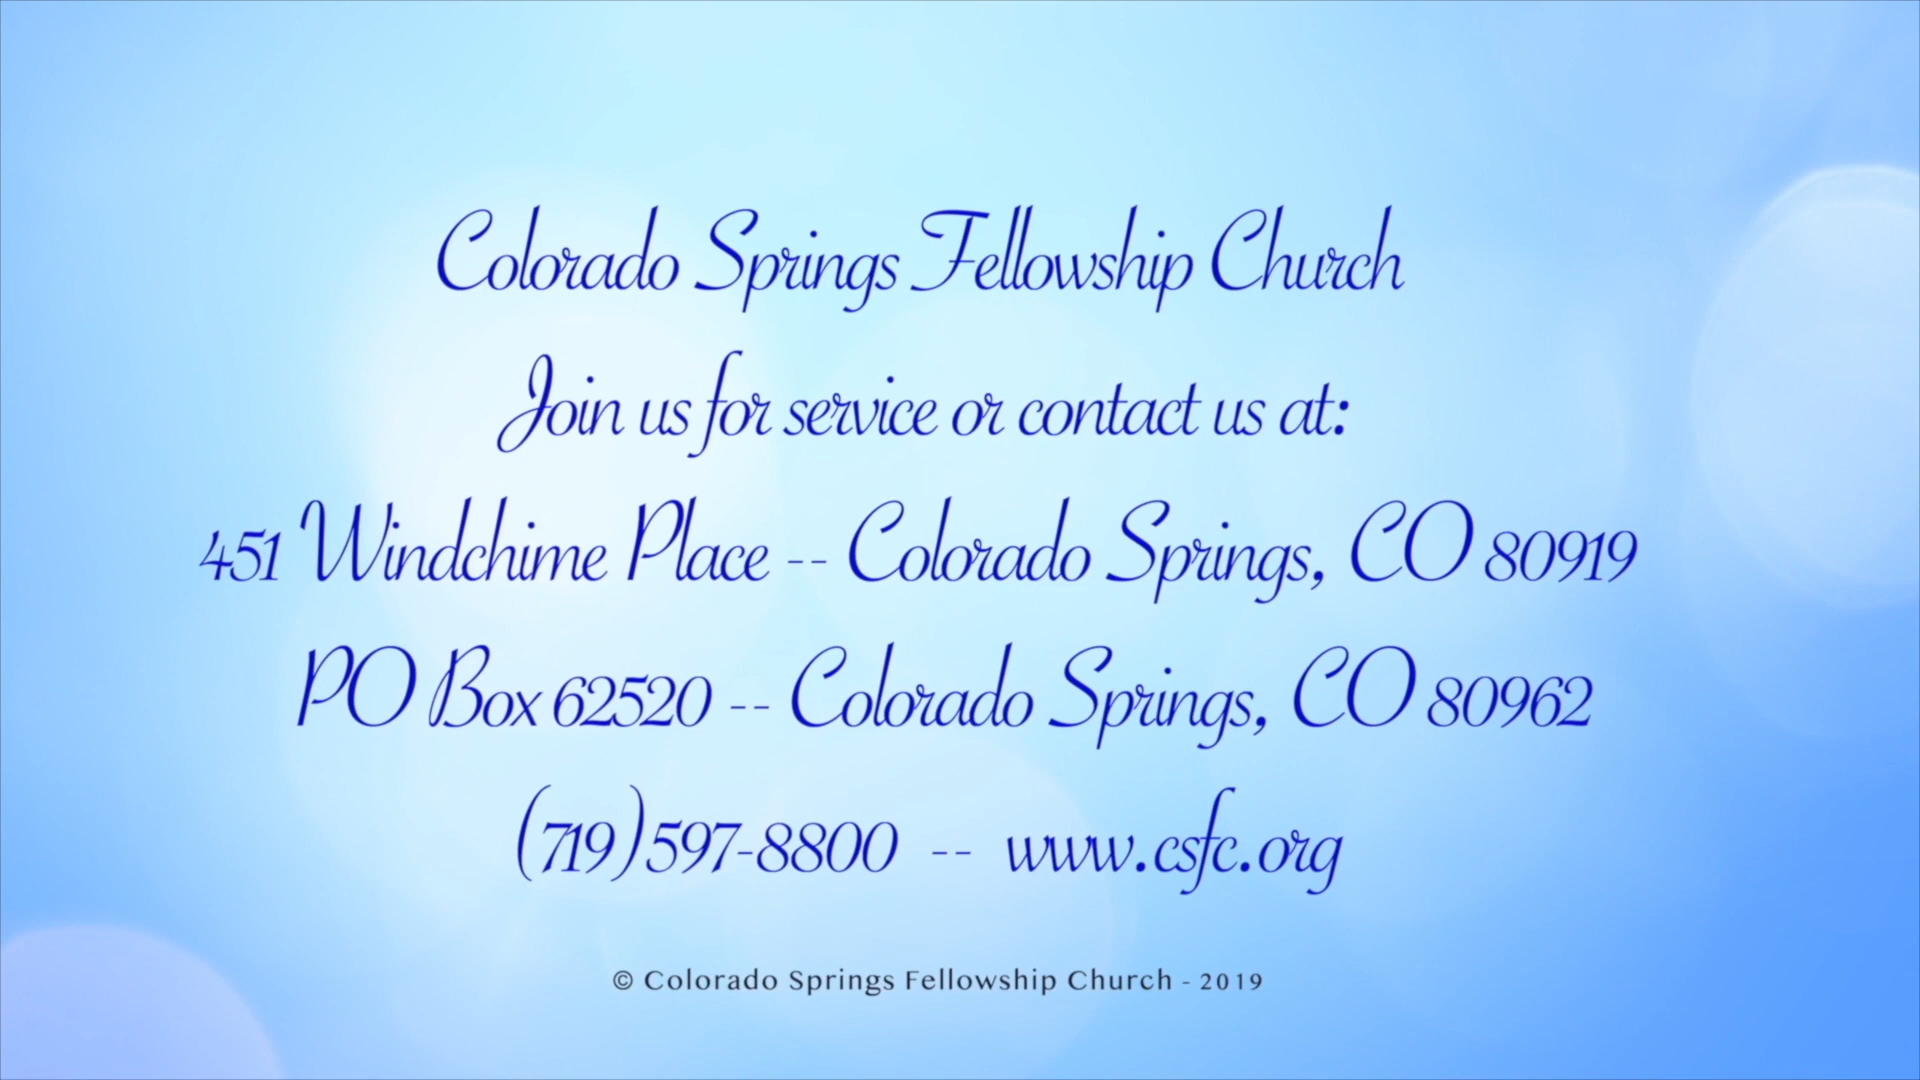 Colorado Springs Fellowship Church
Join us for service or contact us at:
451 Windchime Place -- Colorado Springs, CO 80919
PO Box 62520 -- Colorado Springs, CO 80962
(719)597-8800 -- www.csfc.org
© Colorado Springs Fellowship Church - 2019